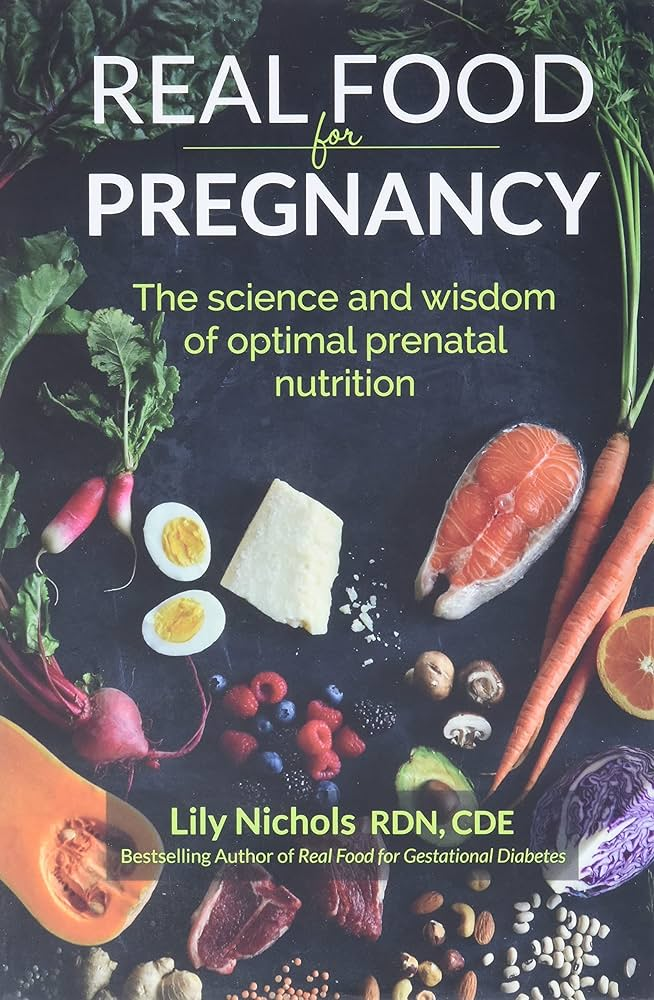 REAL FOOD
for
PREGNANCY
The science and wisdom
of optimal prenatal
nutrition
Lily Nichols RDN, CDE
Bestselling Author of Real Food for Gestational Diabetes